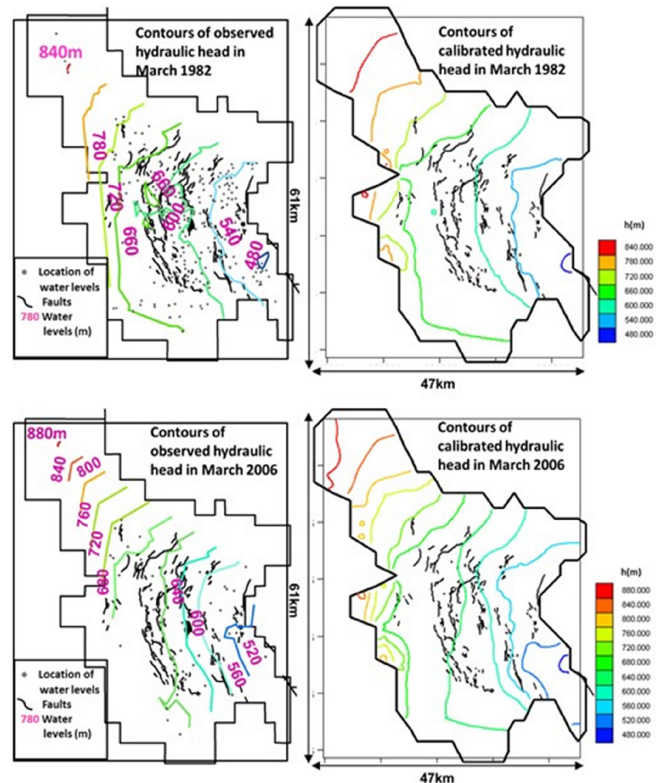 Contours of observed
hydraulic head in
March 1982
840m
780
720
660
660
600
540
480
Location of
water levels
Faults
780 Water
levels (m)
61km
Contours of
calibrated hydraulic
head in March 1982
h(m)
840.000
780.000
720.000
660.000
600.000
540.000
480.000
47km
880m
Contours of
observed hydraulic
head in March 2006
840
800
760
720
680
640
600
520
560
Location of
water levels
Faults
780 Water
levels (m)
61km
Contours of
calibrated hydraulic
head in March 2006
h(m)
880.000
840.000
800.000
760.000
720.000
680.000
640.000
600.000
560.000
520.000
480.000
47km